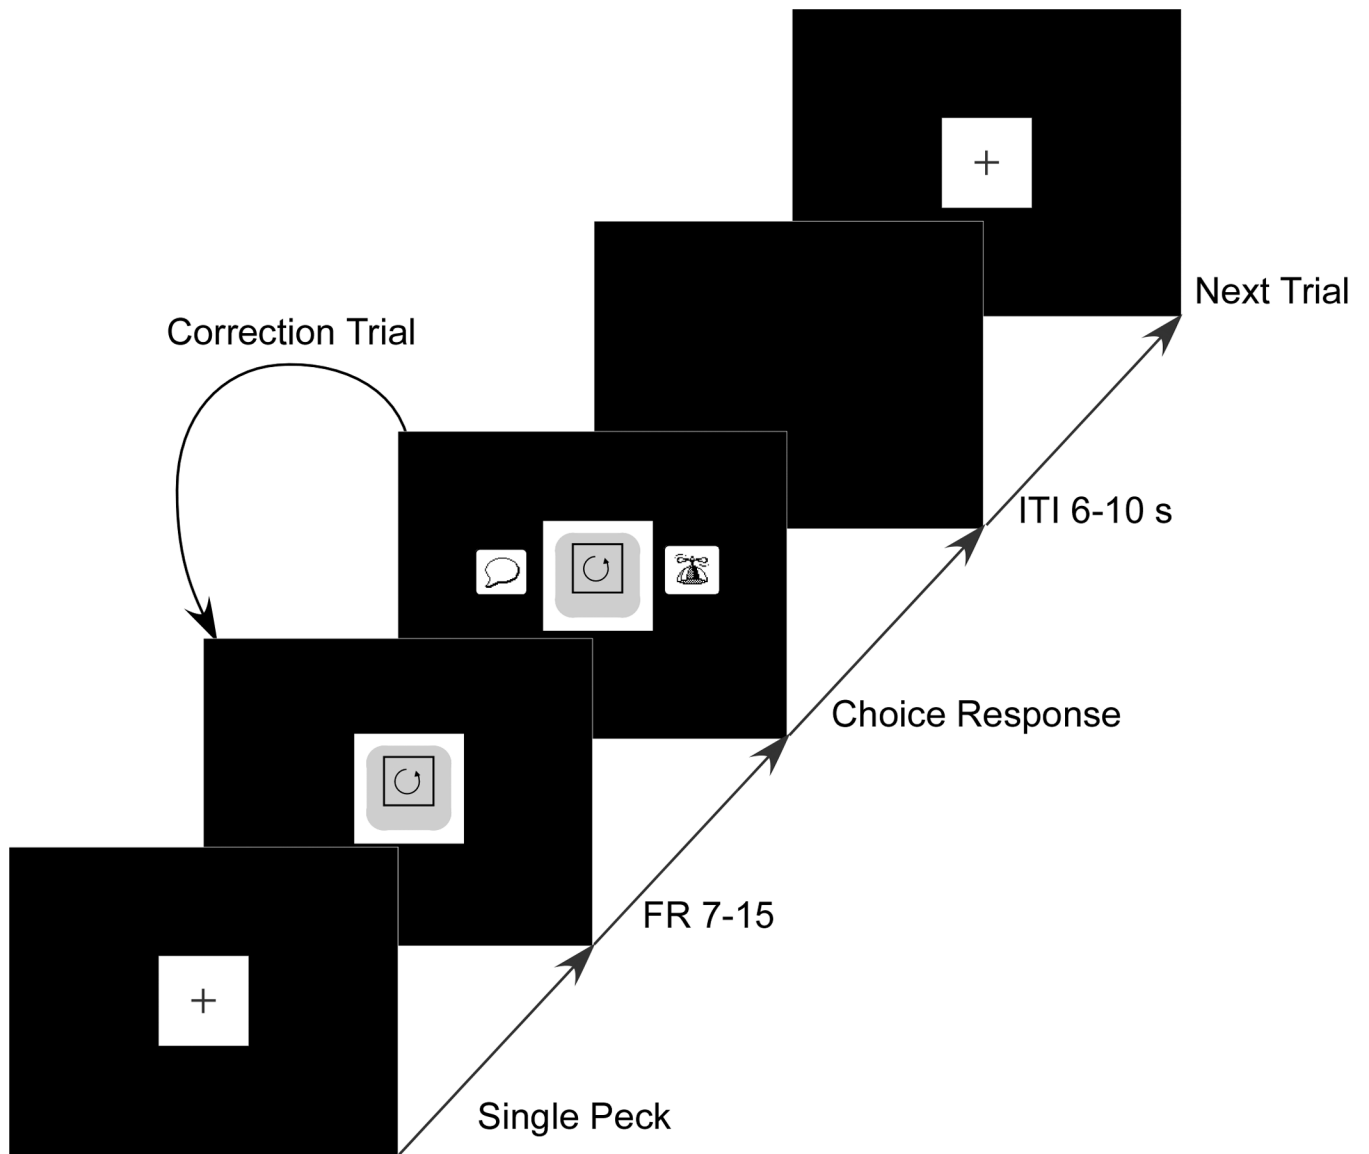 Next Trial
Correction Trial
ITI 6-10 s
Choice Response
FR 7-15
Single Peck